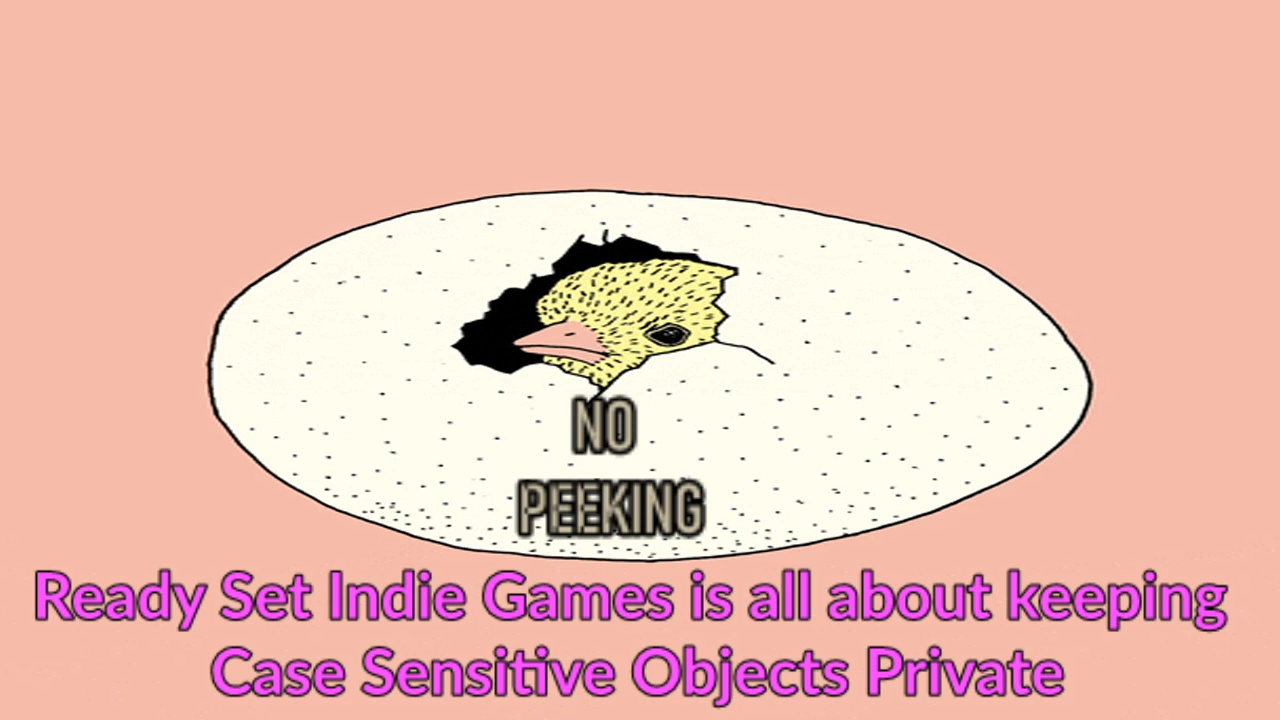 NO
PEEKING
Ready Set Indie Games is all about keeping
Case Sensitive Objects Private